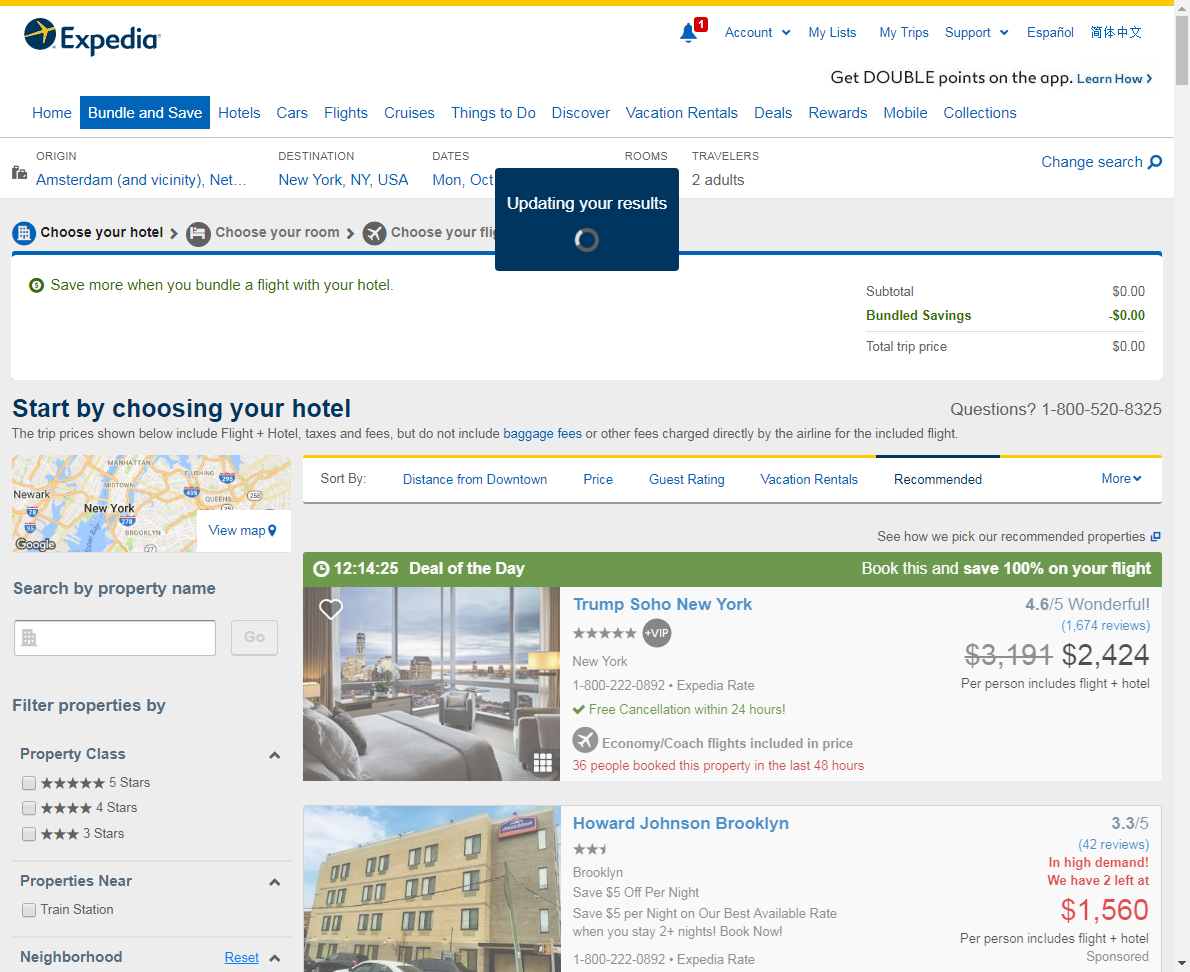 Expedia
1
Account
My Lists
My Trips
Support
Español
简体中文
Get DOUBLE points on the app. Learn How
Home
Bundle and Save
Hotels
Cars
Flights
Cruises
Things to Do
Discover
Vacation Rentals
Deals
Rewards
Mobile
Collections
ORIGIN
Amsterdam (and vicinity), Net...
DESTINATION
New York, NY, USA
DATES
Mon, Oct
ROOMS
TRAVELERS
2 adults
Change search
Updating your results
Choose your hotel
Choose your room
Choose your flig
Save more when you bundle a flight with your hotel.
Subtotal $0.00
Bundled Savings -$0.00
Total trip price $0.00
Start by choosing your hotel
Questions? 1-800-520-8325
The trip prices shown below include Flight + Hotel, taxes and fees, but do not include baggage fees or other fees charged directly by the airline for the included flight.
MANHATTAN
FLUSHING
MIDTOWN
295
Newark
495
QUEENS
25B
78
New York
278
95
BROOKLYN
27
Google
View map
Sort By:
Distance from Downtown
Price
Guest Rating
Vacation Rentals
Recommended
More
See how we pick our recommended properties
Search by property name
Go
Filter properties by
Property Class
5 Stars
4 Stars
3 Stars
Properties Near
Train Station
Neighborhood
Reset
12:14:25 Deal of the Day
Book this and save 100% on your flight
Trump Soho New York
+VIP
New York
1-800-222-0892 • Expedia Rate
Free Cancellation within 24 hours!
Economy/Coach flights included in price
36 people booked this property in the last 48 hours
4.6/5 Wonderful!
(1,674 reviews)
$3,191 $2,424
Per person includes flight + hotel
Howard Johnson Brooklyn
Brooklyn
Save $5 Off Per Night
Save $5 per Night on Our Best Available Rate
when you stay 2+ nights! Book Now!
1-800-222-0892 • Expedia Rate
3.3/5
(42 reviews)
In high demand!
We have 2 left at
$1,560
Per person includes flight + hotel
Sponsored